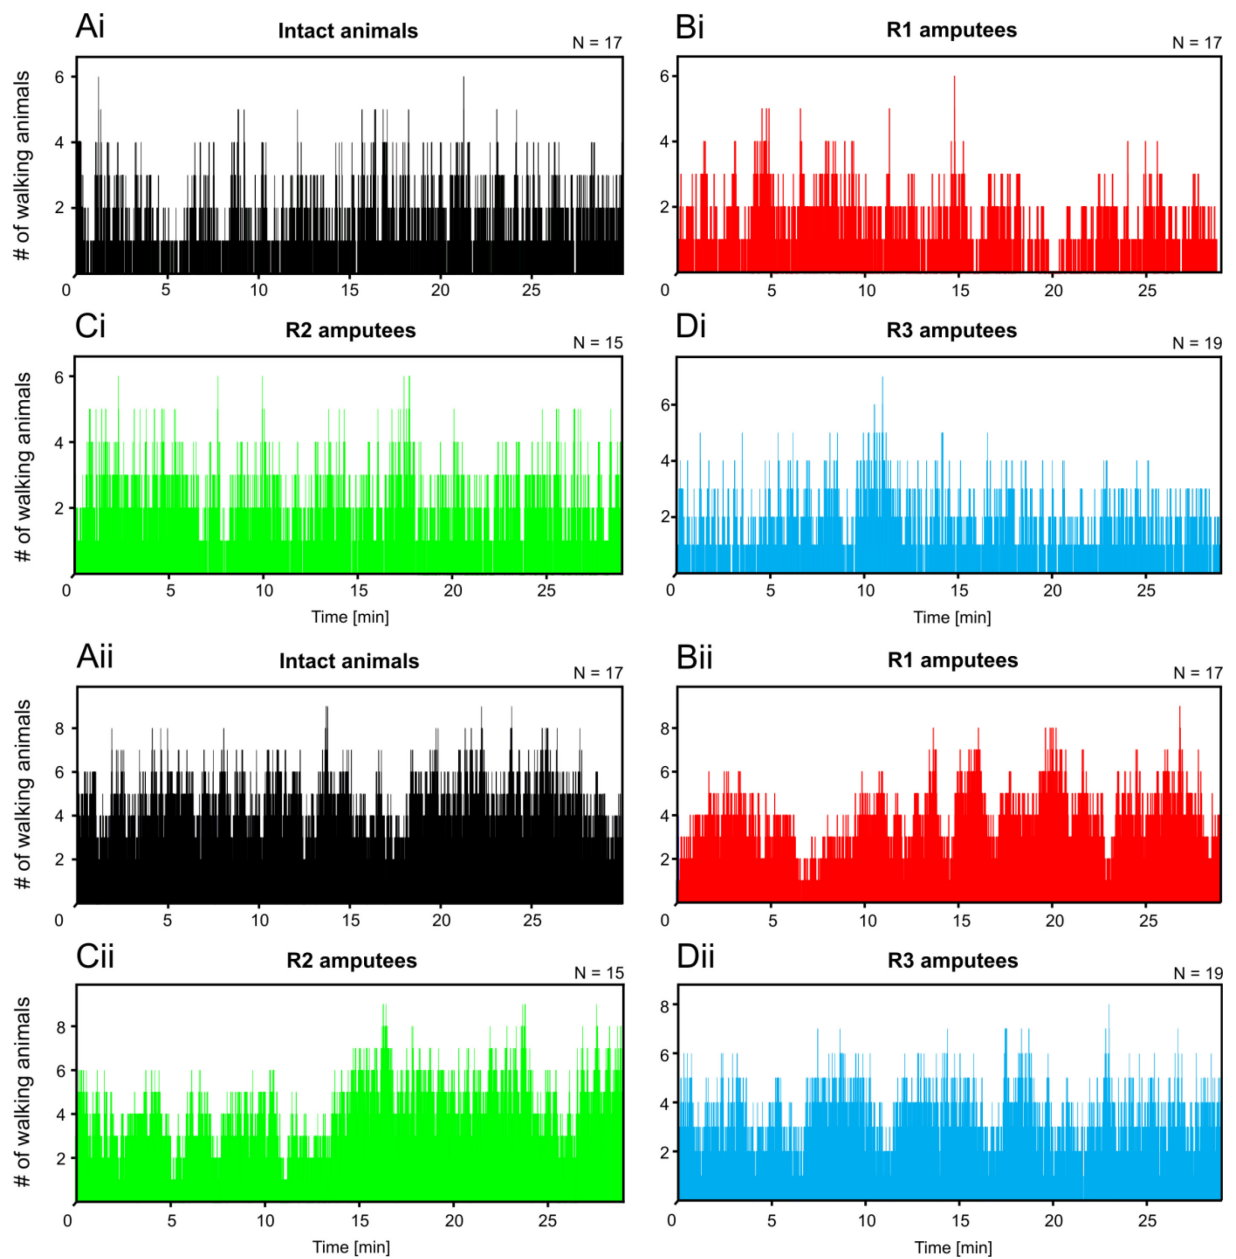 Ai
Intact animals
N = 17
# of walking animals
6
4
2
0 5 10 15 20 25
Bi
R1 amputees
N = 17
6
4
2
0 5 10 15 20 25
Ci
R2 amputees
N = 15
# of walking animals
6
4
2
0 5 10 15 20 25
Time [min]
Di
R3 amputees
N = 19
6
4
2
0 5 10 15 20 25
Time [min]
Aii
Intact animals
N = 17
# of walking animals
8
6
4
2
0 5 10 15 20 25
Bii
R1 amputees
N = 17
8
6
4
2
0 5 10 15 20 25
Cii
R2 amputees
N = 15
# of walking animals
8
6
4
2
0 5 10 15 20 25
Time [min]
Dii
R3 amputees
N = 19
8
6
4
2
0 5 10 15 20 25
Time [min]